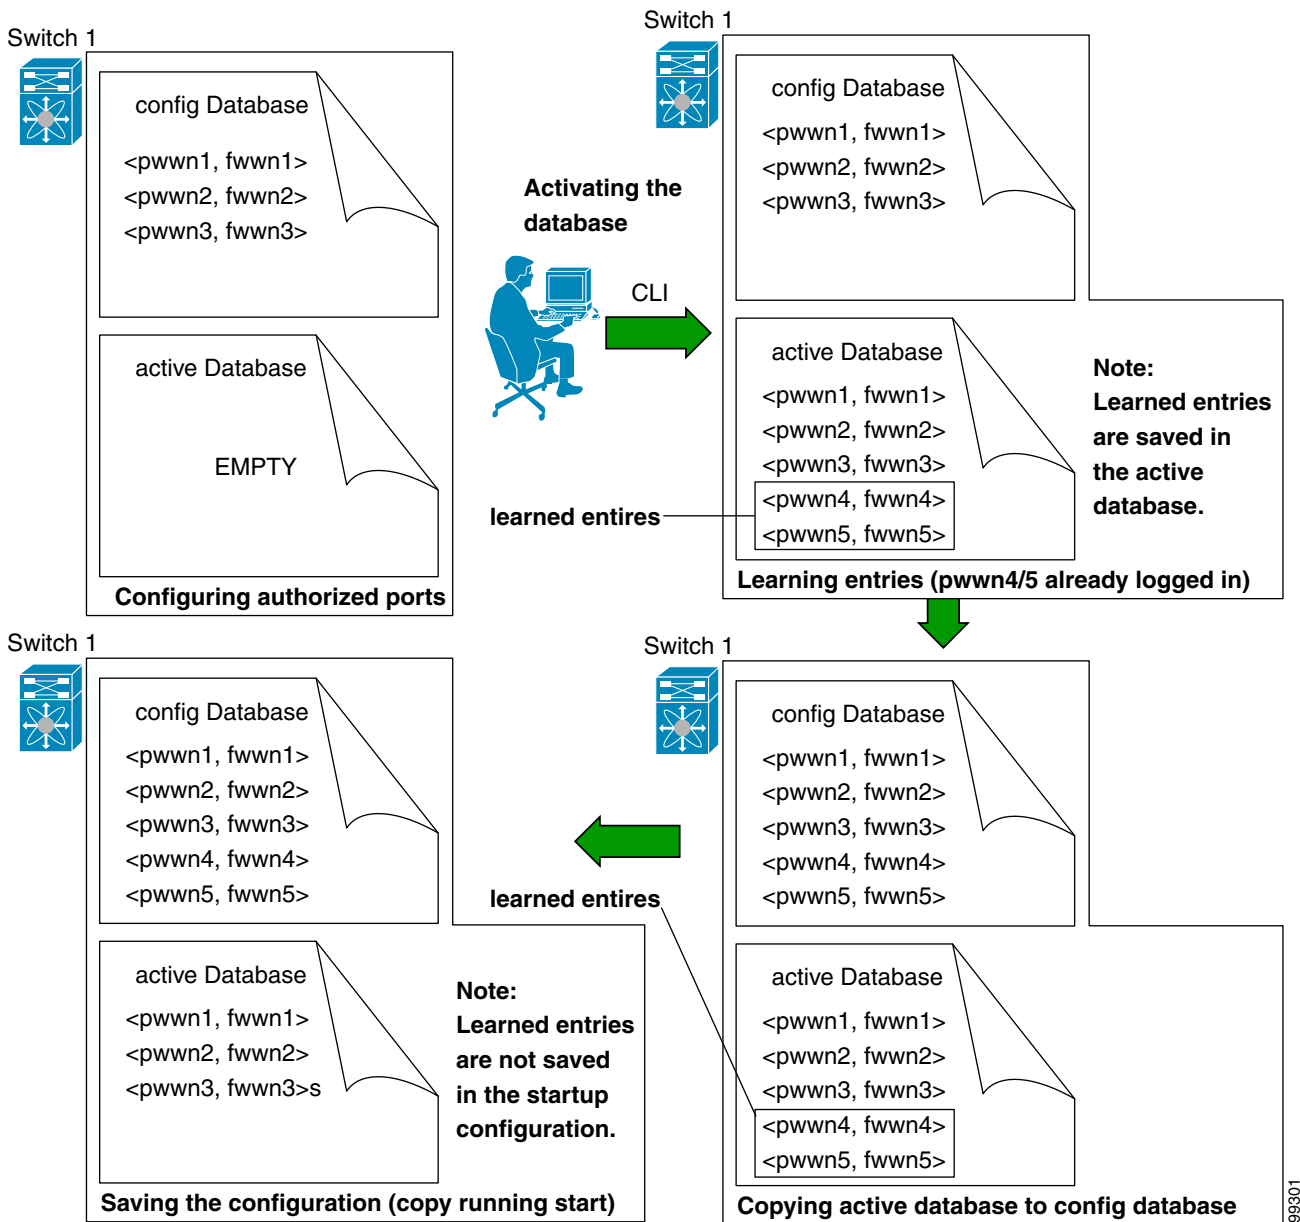 Switch 1
config Database
<pwwn1, fwwn1>
<pwwn2, fwwn2>
<pwwn3, fwwn3>
active Database
EMPTY
Configuring authorized ports
Activating the
database
CLI
Switch 1
config Database
<pwwn1, fwwn1>
<pwwn2, fwwn2>
<pwwn3, fwwn3>
active Database
<pwwn1, fwwn1>
<pwwn2, fwwn2>
<pwwn3, fwwn3>
<pwwn4, fwwn4>
<pwwn5, fwwn5>
learned entires
Note:
Learned entries
are saved in
the active
database.
Learning entries (pwwn4/5 already logged in)
Switch 1
config Database
<pwwn1, fwwn1>
<pwwn2, fwwn2>
<pwwn3, fwwn3>
<pwwn4, fwwn4>
<pwwn5, fwwn5>
active Database
<pwwn1, fwwn1>
<pwwn2, fwwn2>
<pwwn3, fwwn3>s
Note:
Learned entries
are not saved
in the startup
configuration.
Saving the configuration (copy running start)
learned entires
Switch 1
config Database
<pwwn1, fwwn1>
<pwwn2, fwwn2>
<pwwn3, fwwn3>
<pwwn4, fwwn4>
<pwwn5, fwwn5>
active Database
<pwwn1, fwwn1>
<pwwn2, fwwn2>
<pwwn3, fwwn3>
<pwwn4, fwwn4>
<pwwn5, fwwn5>
Copying active database to config database
99301